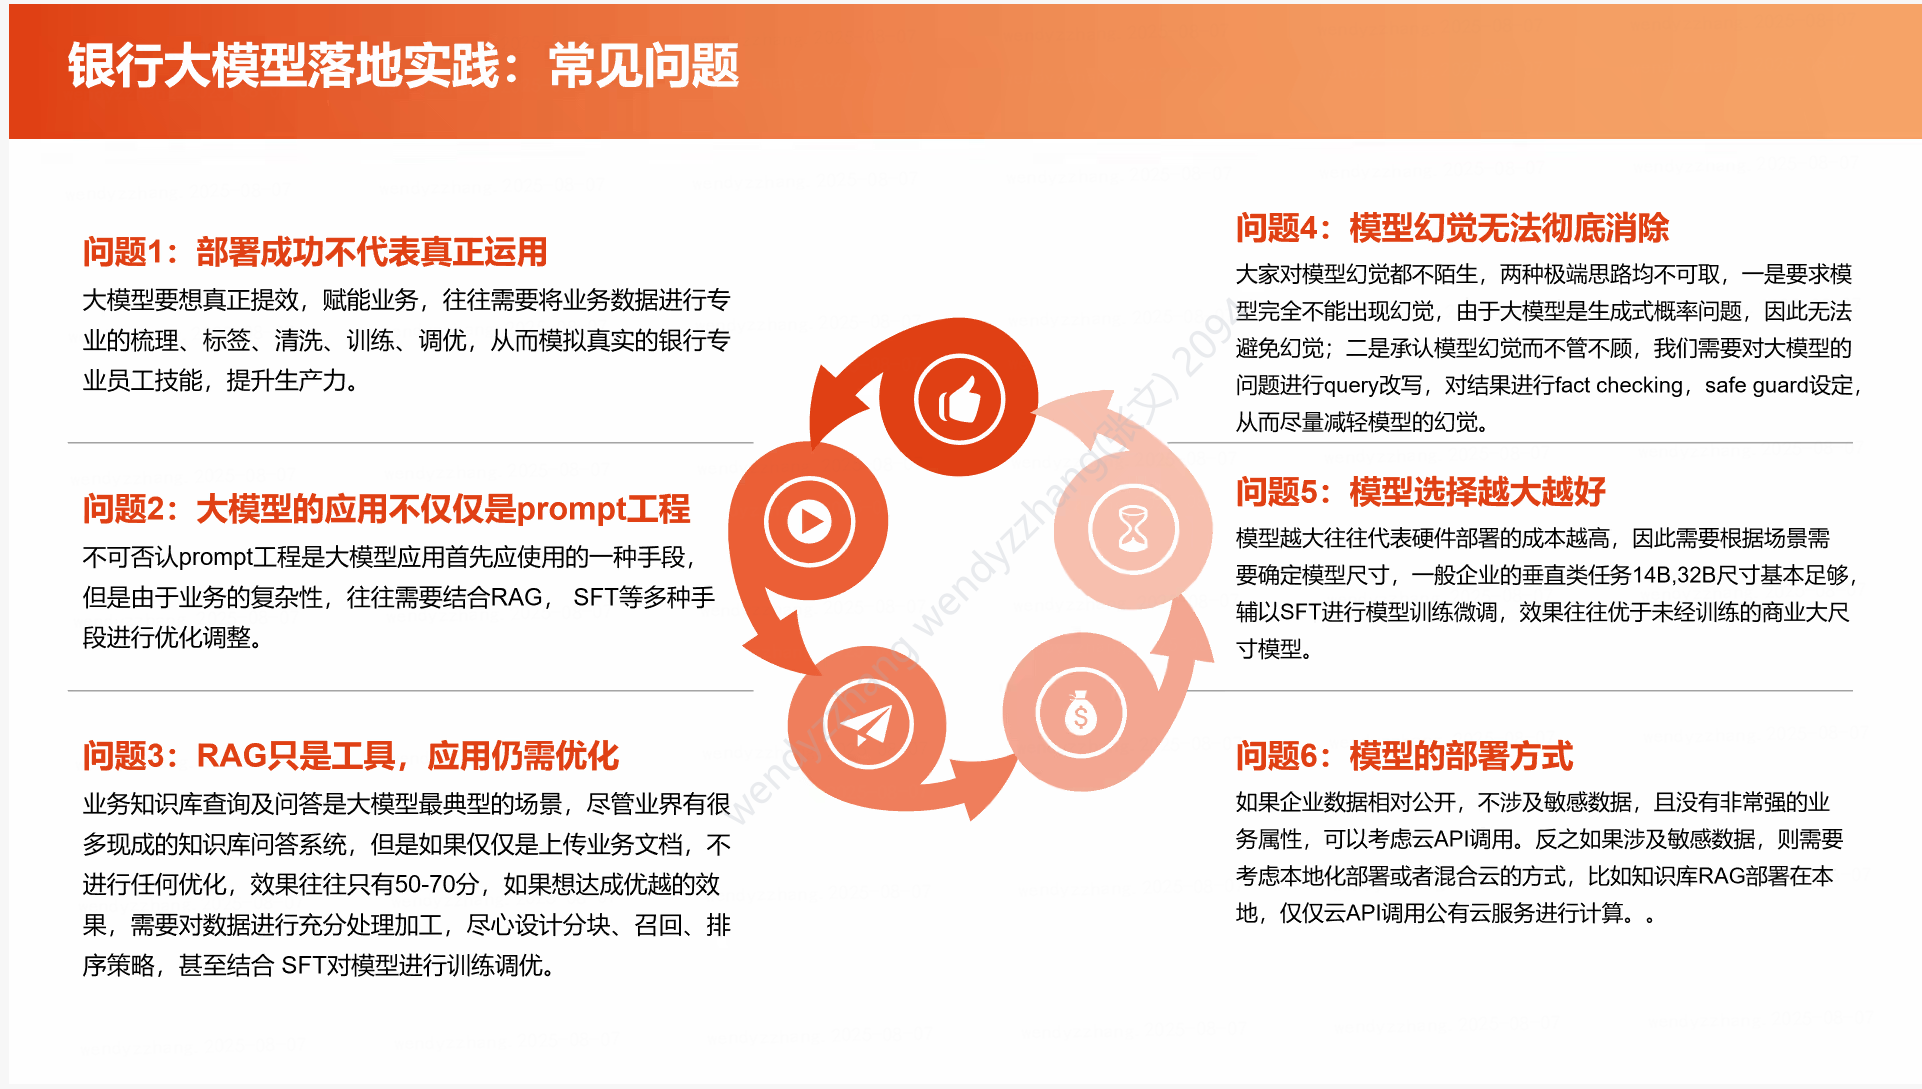 银行大模型落地实践：常见问题
问题1：部署成功不代表真正运用
大模型要想真正提效，赋能业务，往往需要将业务数据进行专
业的梳理、标签、清洗、训练、调优，从而模拟真实的银行专
业员工技能，提升生产力。
问题2：大模型的应用不仅仅是prompt工程
不可否认prompt工程是大模型应用首先应使用的一种手段，
但是由于业务的复杂性，往往需要结合RAG， SFT等多种手
段进行优化调整。
问题3：RAG只是工具，应用仍需优化
业务知识库查询及问答是大模型最典型的场景，尽管业界有很
多现成的知识库问答系统，但是如果仅仅是上传业务文档，不
进行任何优化，效果往往只有50-70分，如果想达成优越的效
果，需要对数据进行充分处理加工，尽心设计分块、召回、排
序策略，甚至结合 SFT对模型进行训练调优。
问题4：模型幻觉无法彻底消除
大家对模型幻觉都不陌生，两种极端思路均不可取，一是要求模
型完全不能出现幻觉，由于大模型是生成式概率问题，因此无法
避免幻觉；二是承认模型幻觉而不管不顾，我们需要对大模型的
问题进行query改写，对结果进行fact checking，safe guard设定，
从而尽量减轻模型的幻觉。
问题5：模型选择越大越好
模型越大往往代表硬件部署的成本越高，因此需要根据场景需
要确定模型尺寸，一般企业的垂直类任务14B,32B尺寸基本足够，
辅以SFT进行模型训练微调，效果往往优于未经训练的商业大尺
寸模型。
问题6：模型的部署方式
如果企业数据相对公开，不涉及敏感数据，且没有非常强的业
务属性，可以考虑云API调用。反之如果涉及敏感数据，则需要
考虑本地化部署或者混合云的方式，比如知识库RAG部署在本
地，仅仅云API调用公有云服务进行计算。。
wendyzzhang wendyzzhang(张文) 2094